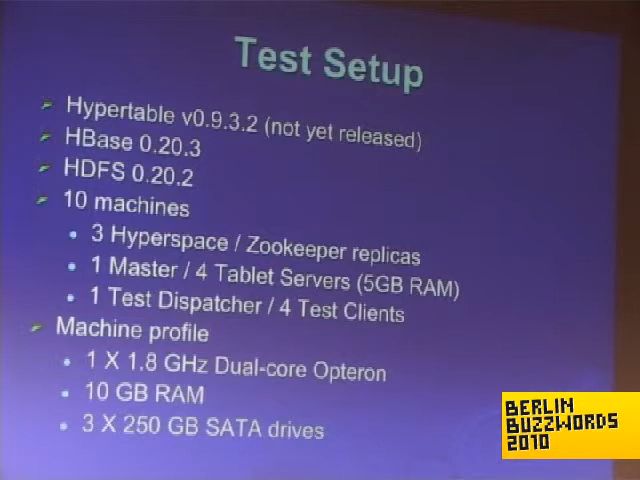 Test Setup
Hypertable v0.9.3.2 (not yet released)
HBase 0.20.3
HDFS 0.20.2
10 machines
3 Hyperspace / Zookeeper replicas
1 Master / 4 Tablet Servers (5GB RAM)
1 Test Dispatcher / 4 Test Clients
Machine profile
1 X 1.8 GHz Dual-core Opteron
10 GB RAM
3 X 250 GB SATA drives
BERLIN
BUZZWORDS
2010